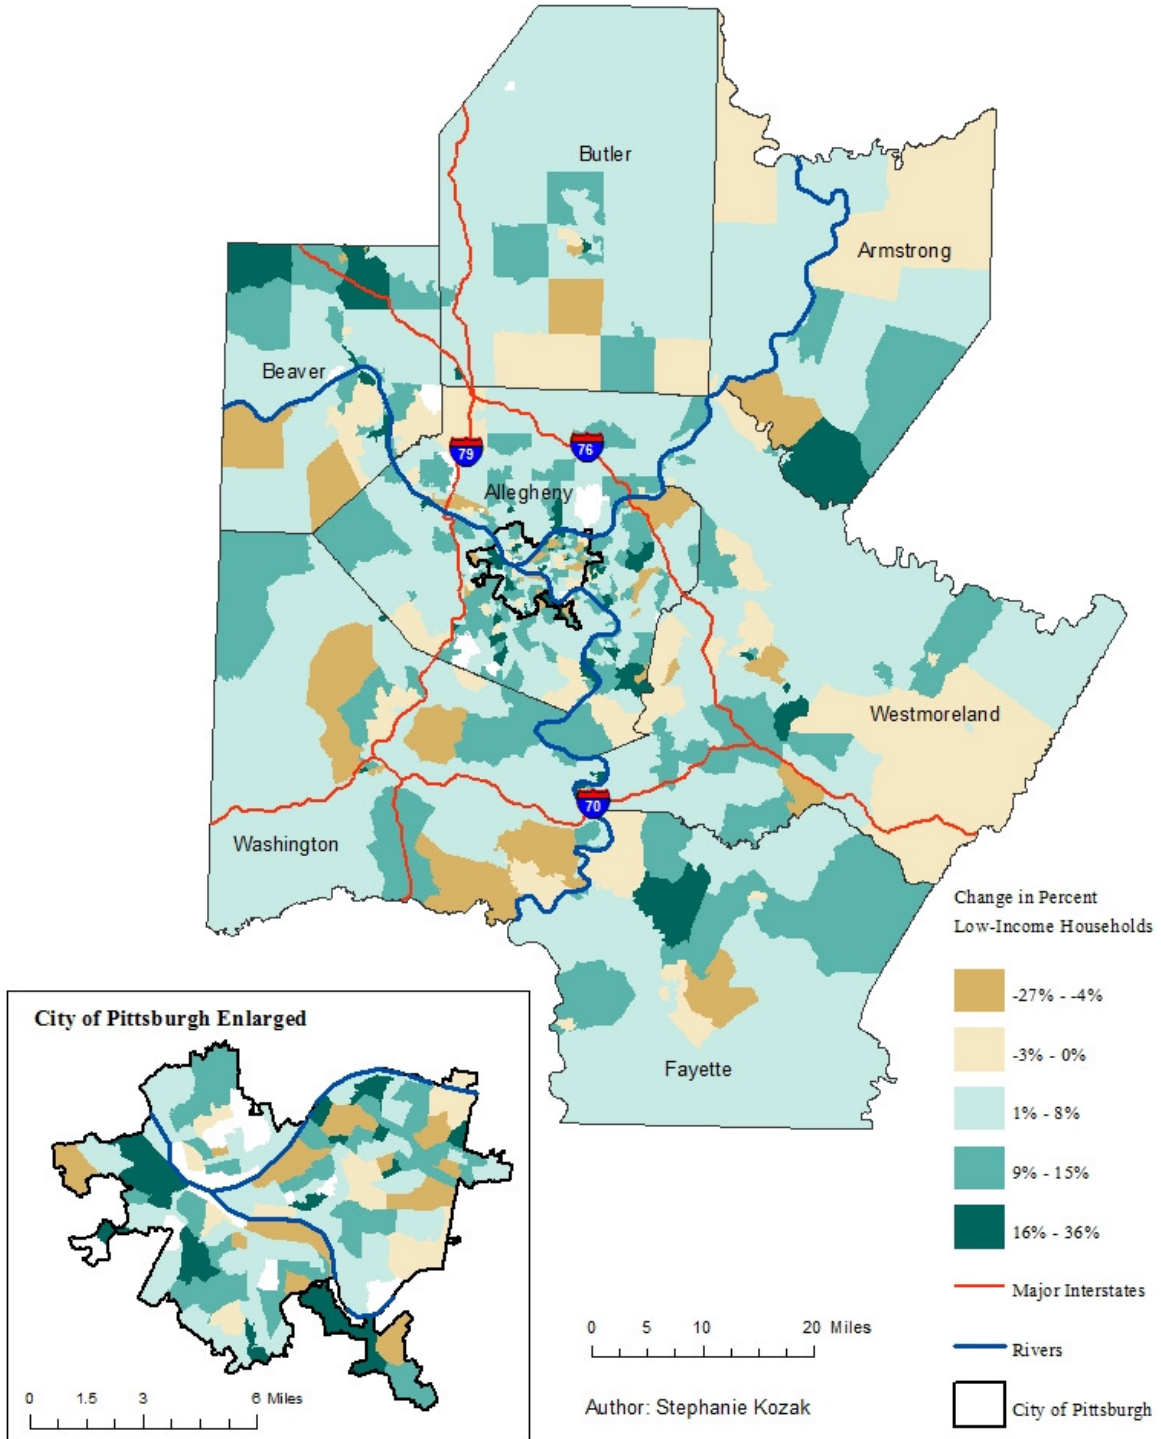 Butler
Armstrong
Beaver
79
76
Allegheny
Westmoreland
70
Washington
Fayette
Change in Percent
Low-Income Households
-27% - -4%
-3% - 0%
1% - 8%
9% - 15%
16% - 36%
Major Interstates
Rivers
City of Pittsburgh
City of Pittsburgh Enlarged
0 1.5 3 6 Miles
0 5 10 20 Miles
Author: Stephanie Kozak